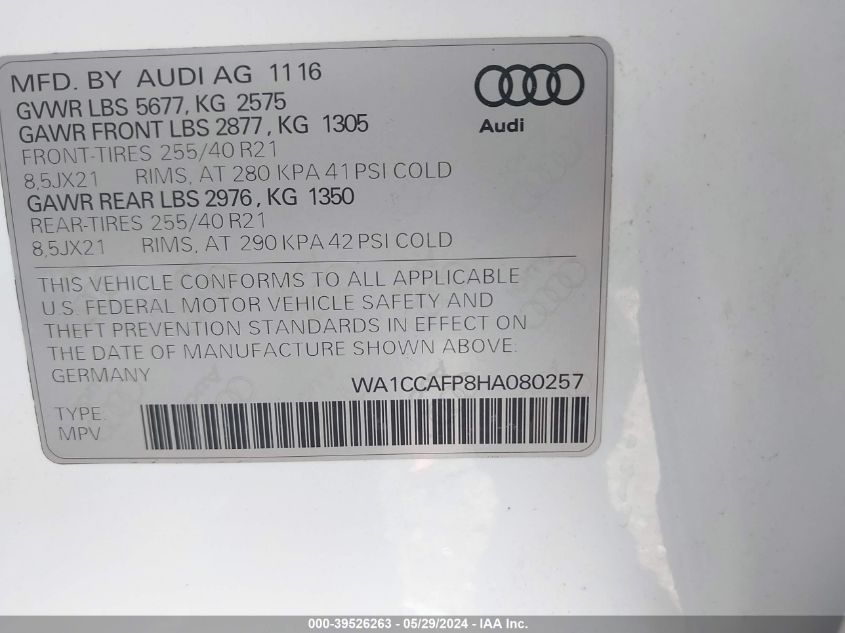 MFD. BY AUDI AG 1116
GVWR LBS 5677, KG 2575
GAWR FRONT LBS 2877, KG 1305
FRONT-TIRES 255/40 R21
8,5JX21 RIMS, AT 280 KPA 41 PSI COLD
GAWR REAR LBS 2976, KG 1350
REAR-TIRES 255/40 R21
8,5JX21 RIMS, AT 290 KPA 42 PSI COLD
Audi
THIS VEHICLE CONFORMS TO ALL APPLICABLE
U.S. FEDERAL MOTOR VEHICLE SAFETY AND
THEFT PREVENTION STANDARDS IN EFFECT ON
THE DATE OF MANUFACTURE SHOWN ABOVE.
GERMANY WA1CCAFP8HA080257
TYPE:
MPV
000-39526263 - 05/29/2024 - IAA Inc.